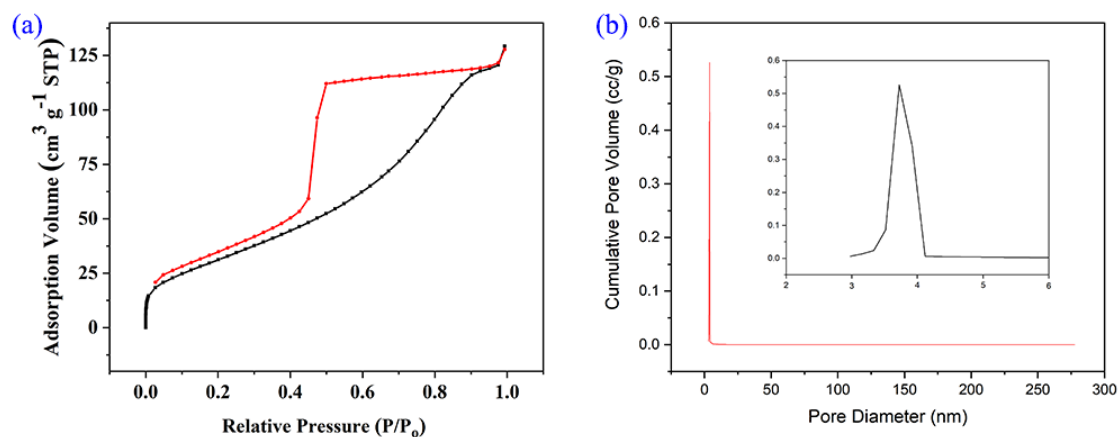 (a)
Adsorption Volume (cm³ g⁻¹ STP)
125
100
75
50
25
0
0.0 0.2 0.4 0.6 0.8 1.0
Relative Pressure (P/Pₒ)
(b)
Cumulative Pore Volume (cc/g)
0.6
0.5
0.4
0.3
0.2
0.1
0.0
0 50 100 150 200 250 300
Pore Diameter (nm)
0.6
0.5
0.4
0.3
0.2
0.1
0.0
2 3 4 5 6